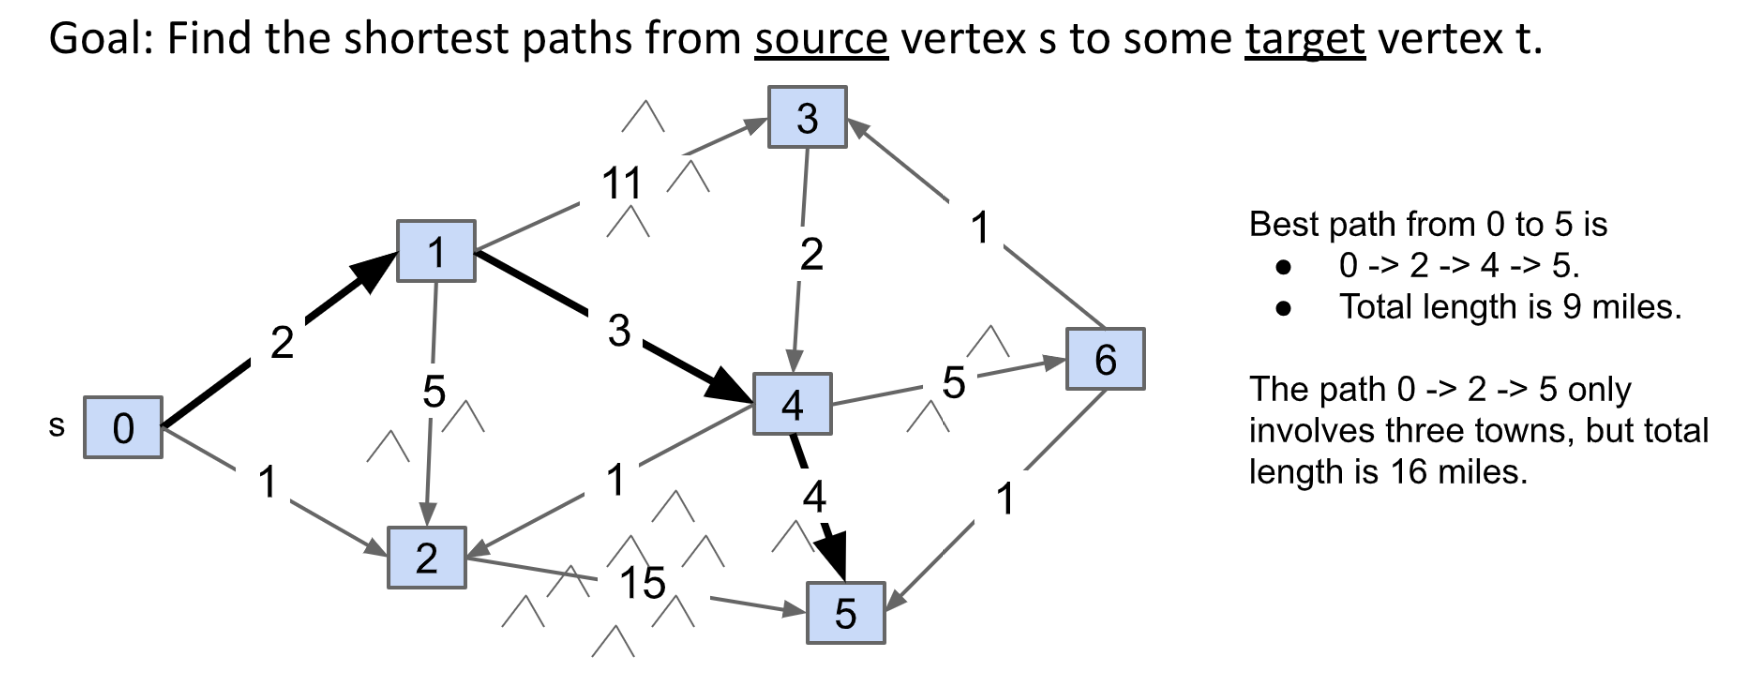 Goal: Find the shortest paths from source vertex s to some target vertex t.
3
11
1
1
2
2
3
6
5
5
4
s
0
1
1
4
1
2
15
5
Best path from 0 to 5 is
● 0 -> 2 -> 4 -> 5.
● Total length is 9 miles.
The path 0 -> 2 -> 5 only
involves three towns, but total
length is 16 miles.